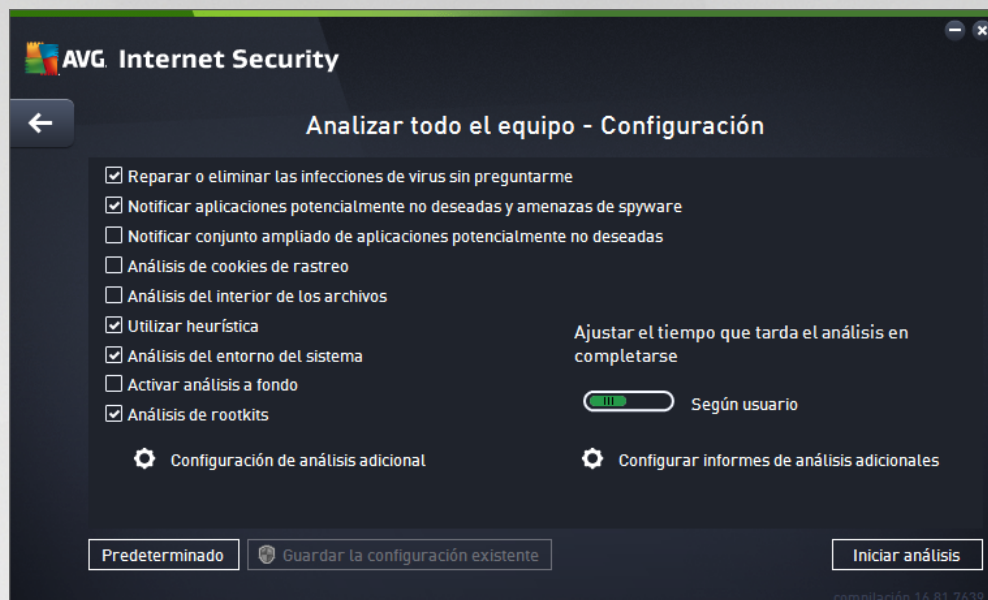 AVG. Internet Security
Analizar todo el equipo - Configuración
Reparar o eliminar las infecciones de virus sin preguntarme
Notificar aplicaciones potencialmente no deseadas y amenazas de spyware
Notificar conjunto ampliado de aplicaciones potencialmente no deseadas
Análisis de cookies de rastreo
Análisis del interior de los archivos
Utilizar heurística
Análisis del entorno del sistema
Activar análisis a fondo
Análisis de rootkits
Ajustar el tiempo que tarda el análisis en
completarse
Según usuario
Configuración de análisis adicional
Configurar informes de análisis adicionales
Predeterminado
Guardar la configuración existente
Iniciar análisis
compilación 16.81.7639